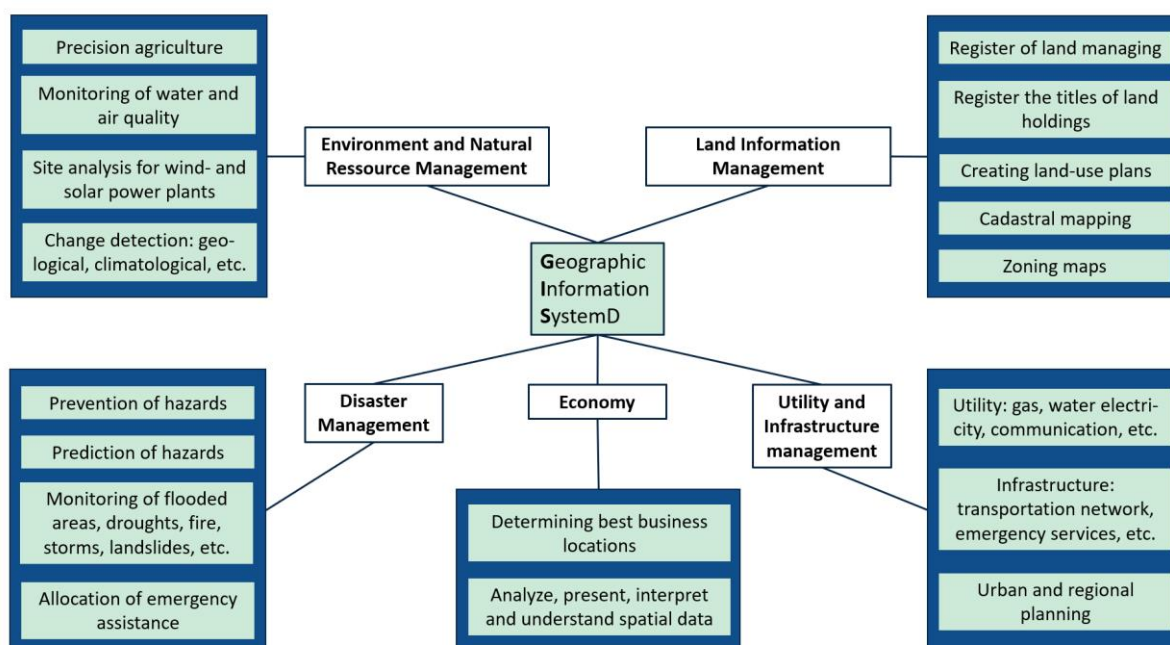 Precision agriculture
Monitoring of water and
air quality
Site analysis for wind- and
solar power plants
Change detection: geo-
logical, climatological, etc.
Environment and Natural
Ressource Management
Land Information
Management
Register of land managing
Register the titles of land
holdings
Creating land-use plans
Cadastral mapping
Zoning maps
Geographic
Information
SystemD
Prevention of hazards
Prediction of hazards
Monitoring of flooded
areas, droughts, fire,
storms, landslides, etc.
Allocation of emergency
assistance
Disaster
Management
Economy
Determining best business
locations
Analyze, present, interpret
and understand spatial data
Utility and
Infrastructure
management
Utility: gas, water electri-
city, communication, etc.
Infrastructure:
transportation network,
emergency services, etc.
Urban and regional
planning